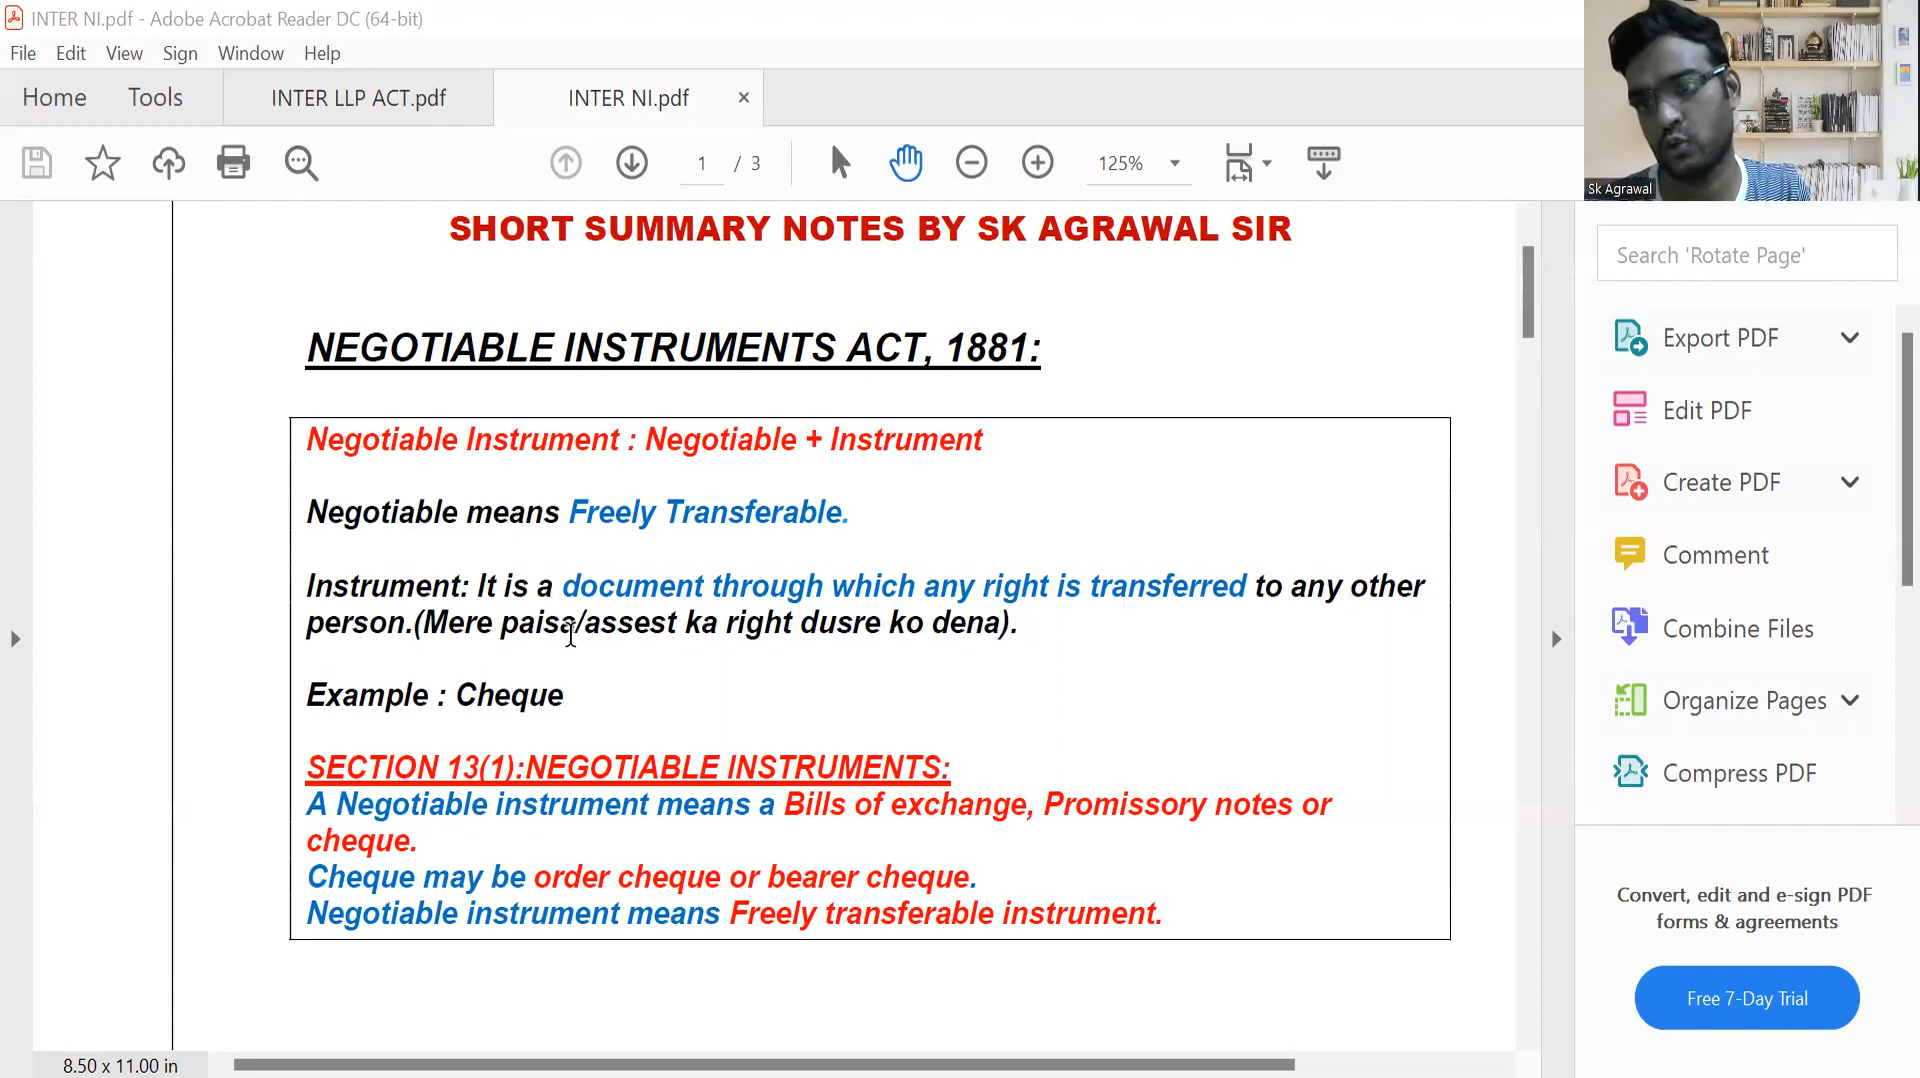 INTER NI.pdf - Adobe Acrobat Reader DC (64-bit)
File Edit View Sign Window Help
Home Tools INTER LLP ACT.pdf INTER NI.pdf ×
1 / 3 125%
Sk Agrawal
SHORT SUMMARY NOTES BY SK AGRAWAL SIR
NEGOTIABLE INSTRUMENTS ACT, 1881:
Negotiable Instrument : Negotiable + Instrument
Negotiable means Freely Transferable.
Instrument: It is a document through which any right is transferred to any other
person.(Mere paisa/assest ka right dusre ko dena).
Example : Cheque
SECTION 13(1):NEGOTIABLE INSTRUMENTS:
A Negotiable instrument means a Bills of exchange, Promissory notes or
cheque.
Cheque may be order cheque or bearer cheque.
Negotiable instrument means Freely transferable instrument.
8.50 x 11.00 in
Search 'Rotate Page'
Export PDF
Edit PDF
Create PDF
Comment
Combine Files
Organize Pages
Compress PDF
Convert, edit and e-sign PDF
forms & agreements
Free 7-Day Trial